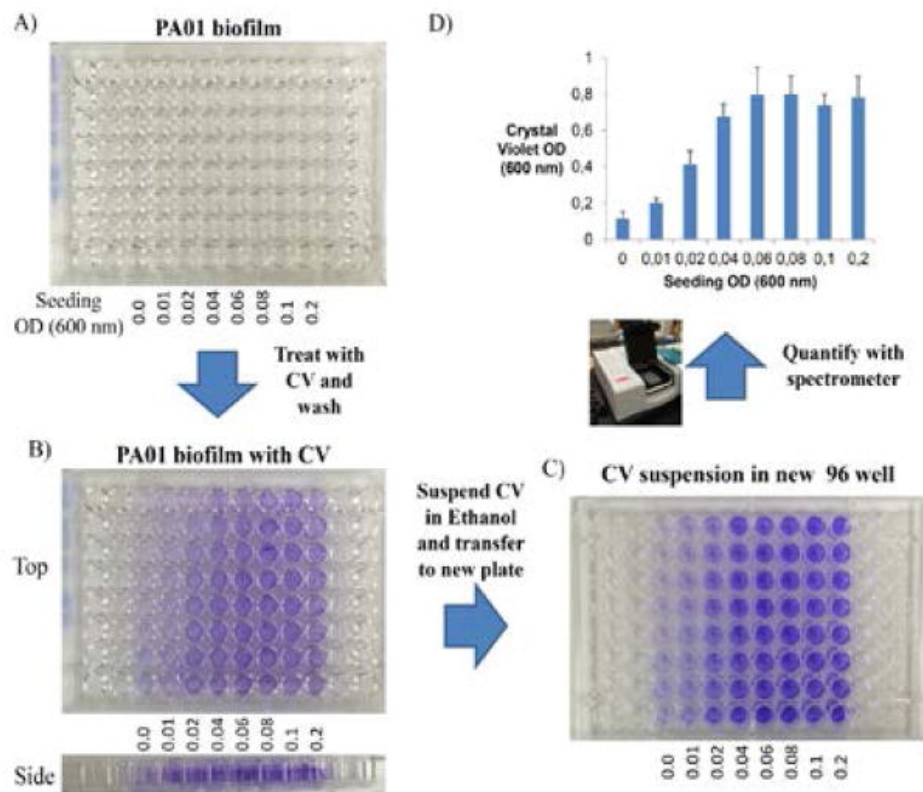 A)
PA01 biofilm
Seeding
OD (600 nm)
0.0
0.01
0.02
0.04
0.06
0.08
0.1
0.2
Treat with
CV and
wash
B)
PA01 biofilm with CV
Top
0.0
0.01
0.02
0.04
0.06
0.08
0.1
0.2
Side
Suspend CV
in Ethanol
and transfer
to new plate
C)
CV suspension in new 96 well
0.0
0.01
0.02
0.04
0.06
0.08
0.1
0.2
Quantify with
spectrometer
D)
Crystal
Violet OD
(600 nm)
1
0,8
0,6
0,4
0,2
0
0 0,01 0,02 0,04 0,06 0,08 0,1 0,2
Seeding OD (600 nm)